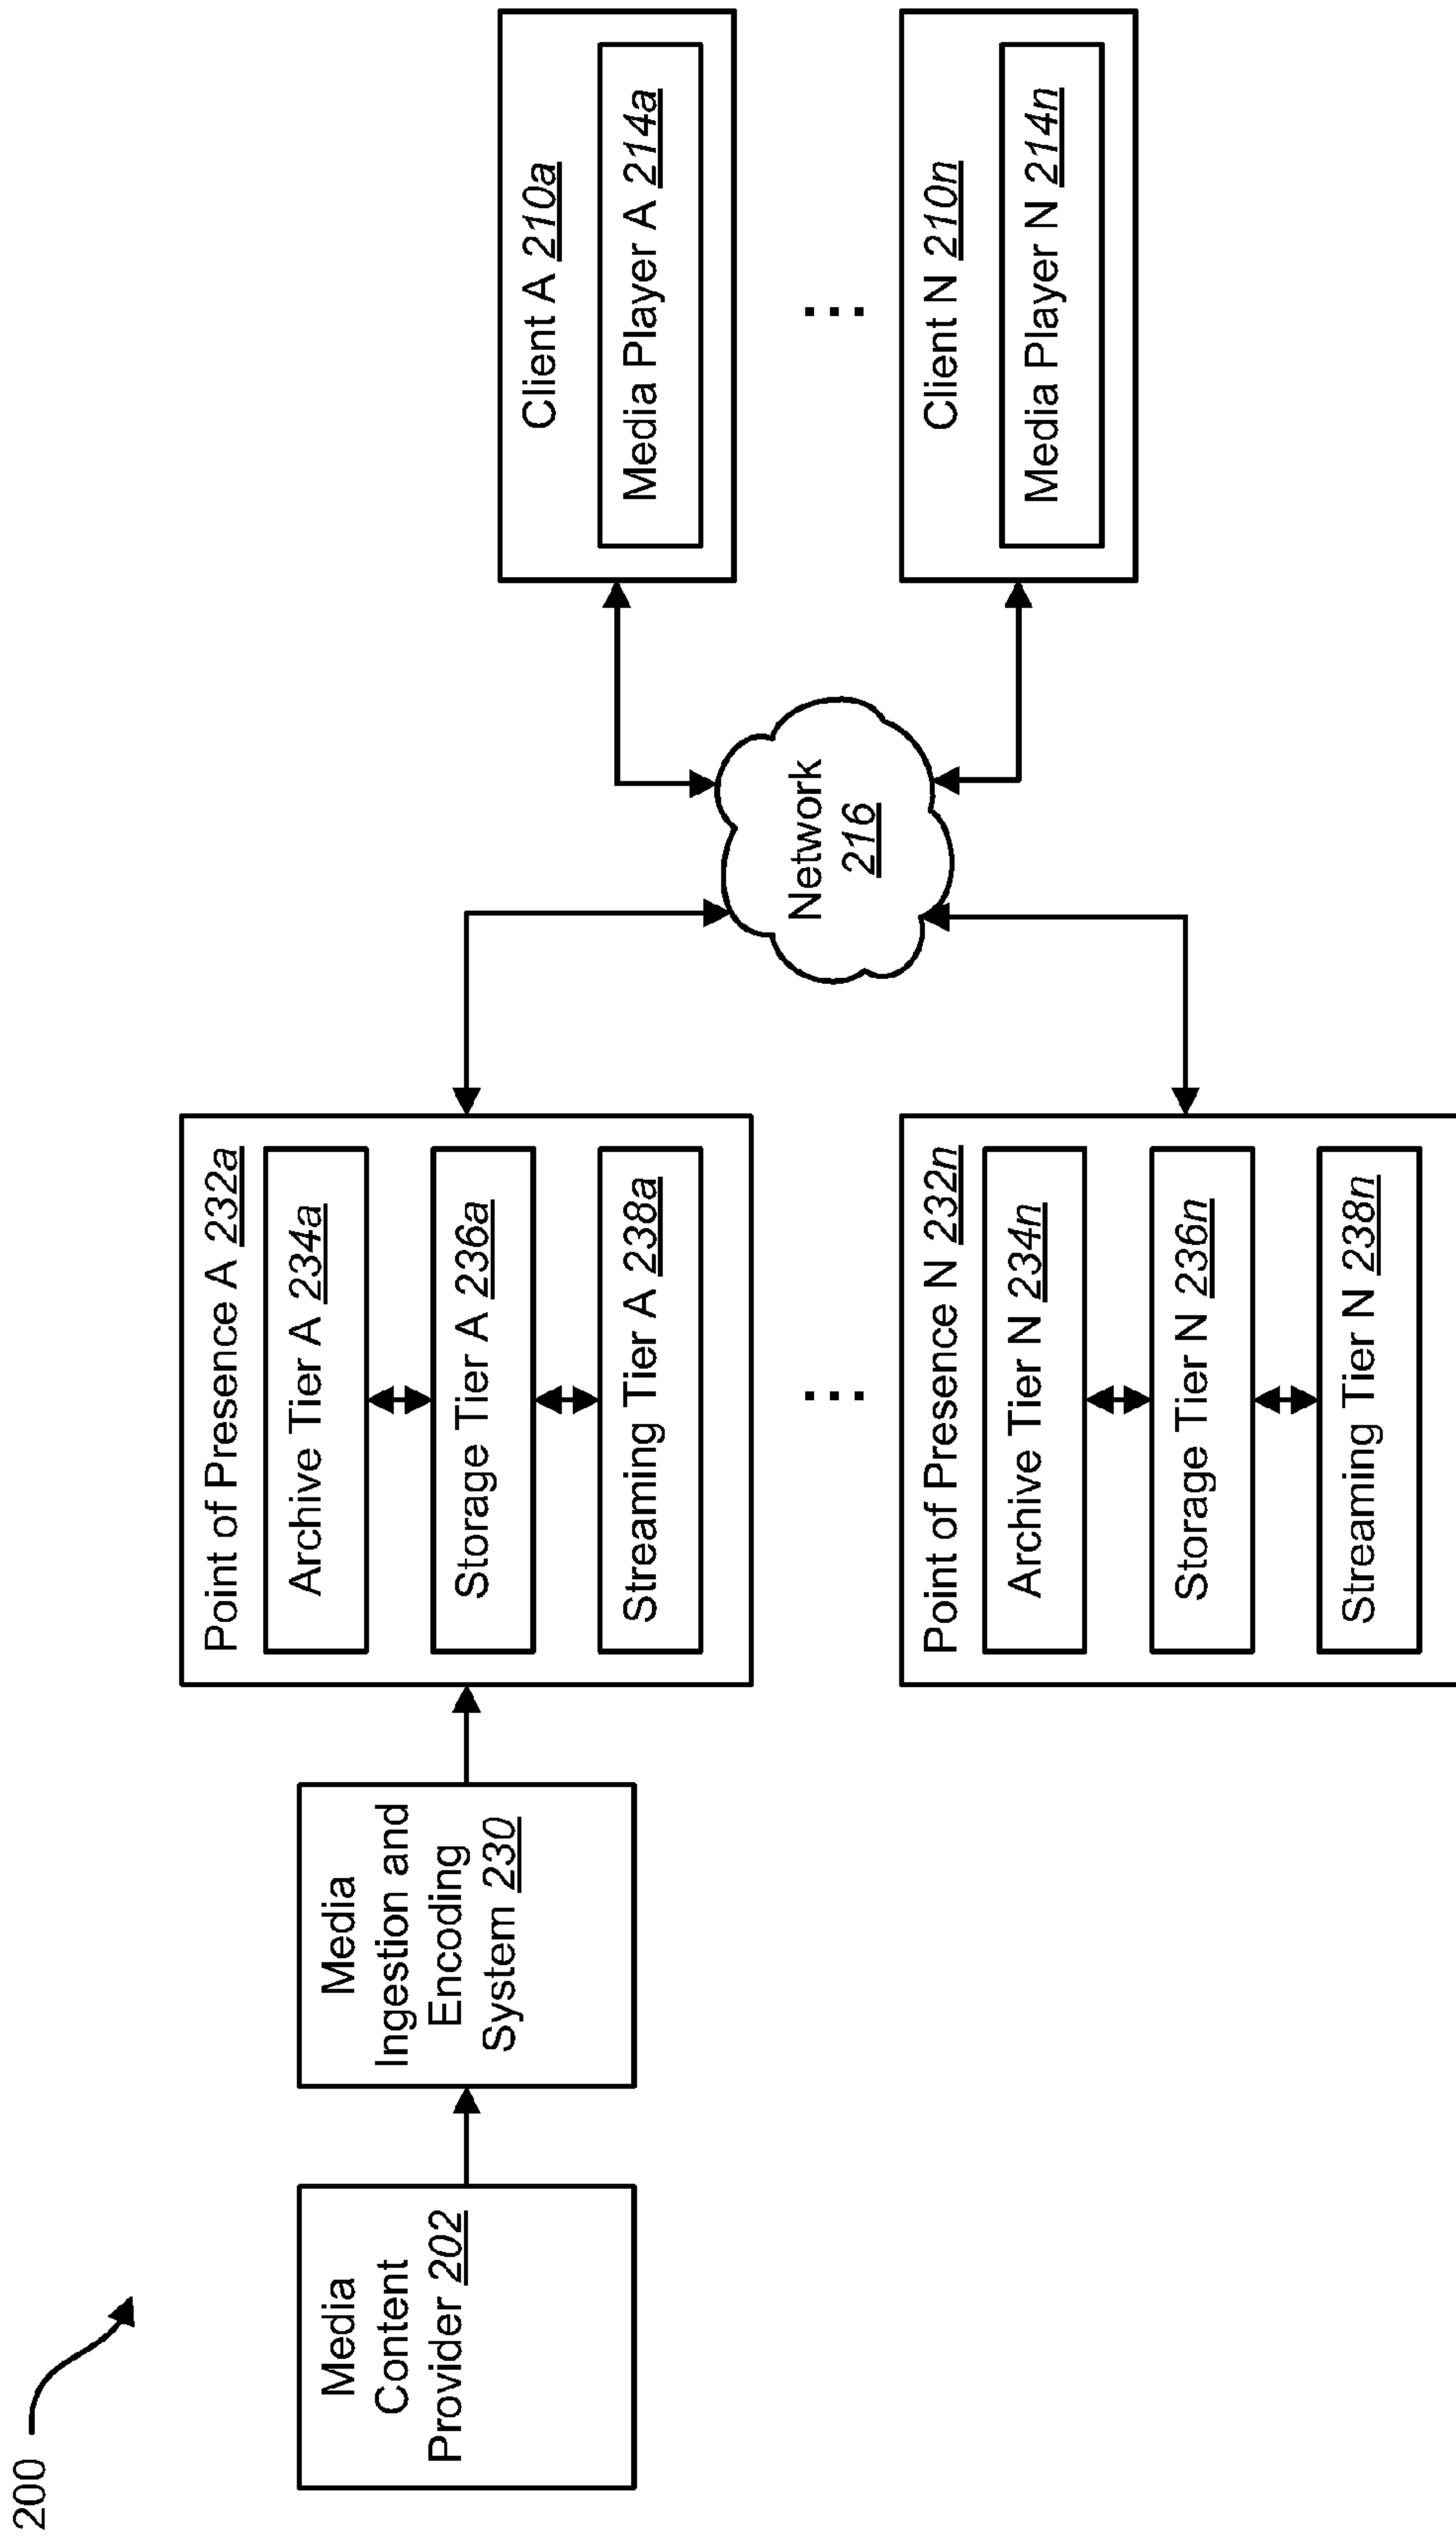 200
Media
Content
Provider 202
Media
Ingestion and
Encoding
System 230
Point of Presence A 232a
Archive Tier A 234a
Storage Tier A 236a
Streaming Tier A 238a
...
Point of Presence N 232n
Archive Tier N 234n
Storage Tier N 236n
Streaming Tier N 238n
Network
216
Client A 210a
Media Player A 214a
...
Client N 210n
Media Player N 214n